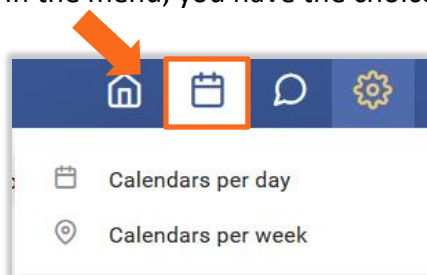 in the menu, you have the choice
Calendars per day
Calendars per week